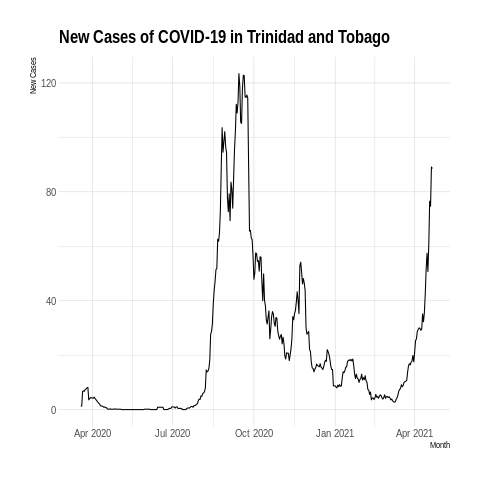 New Cases of COVID-19 in Trinidad and Tobago
New Cases
120
80
40
0
Apr 2020 Jul 2020 Oct 2020 Jan 2021 Apr 2021
Month